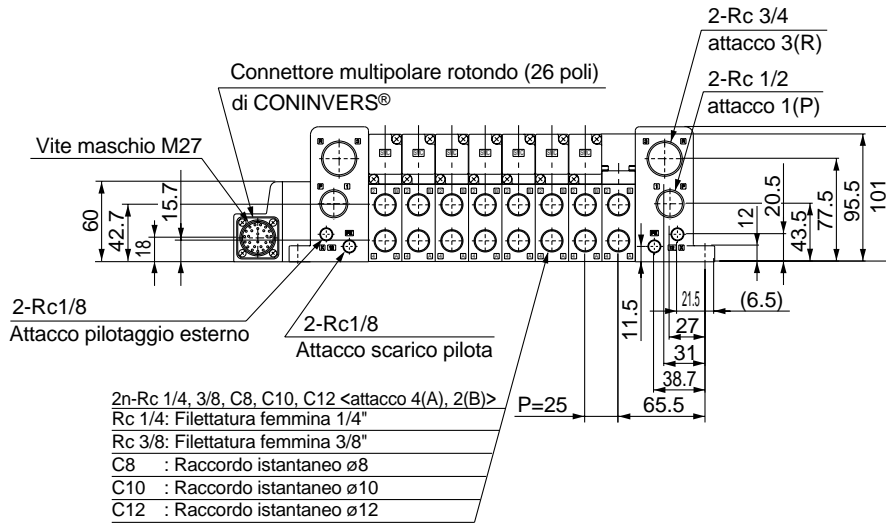 2-Rc 3/4
attacco 3(R)
Connettore multipolare rotondo (26 poli)
di CONINVERS®
2-Rc 1/2
attacco 1(P)
Vite maschio M27
60
42.7
15.7
18
12
20.5
43.5
77.5
95.5
101
2-Rc1/8
Attacco pilotaggio esterno
2-Rc1/8
Attacco scarico pilota
11.5
21.5
(6.5)
27
31
38.7
P=25
65.5
2n-Rc 1/4, 3/8, C8, C10, C12 <attacco 4(A), 2(B)>
Rc 1/4: Filettatura femmina 1/4"
Rc 3/8: Filettatura femmina 3/8"
C8 : Raccordo istantaneo ø8
C10 : Raccordo istantaneo ø10
C12 : Raccordo istantaneo ø12